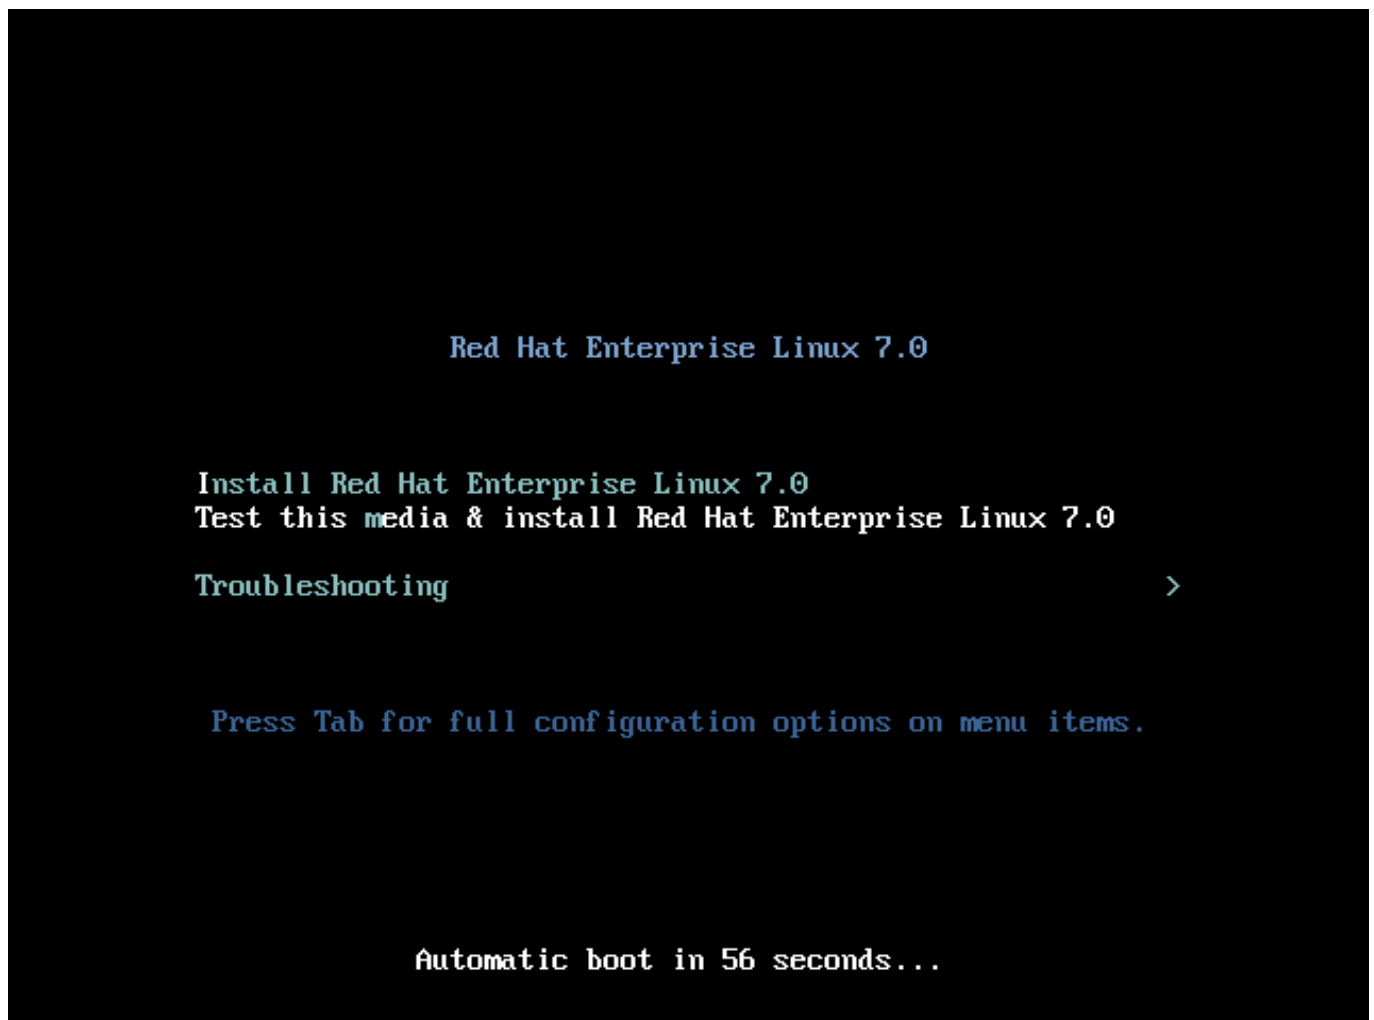 Red Hat Enterprise Linux 7.0
Install Red Hat Enterprise Linux 7.0
Test this media & install Red Hat Enterprise Linux 7.0
Troubleshooting >
Press Tab for full configuration options on menu items.
Automatic boot in 56 seconds...